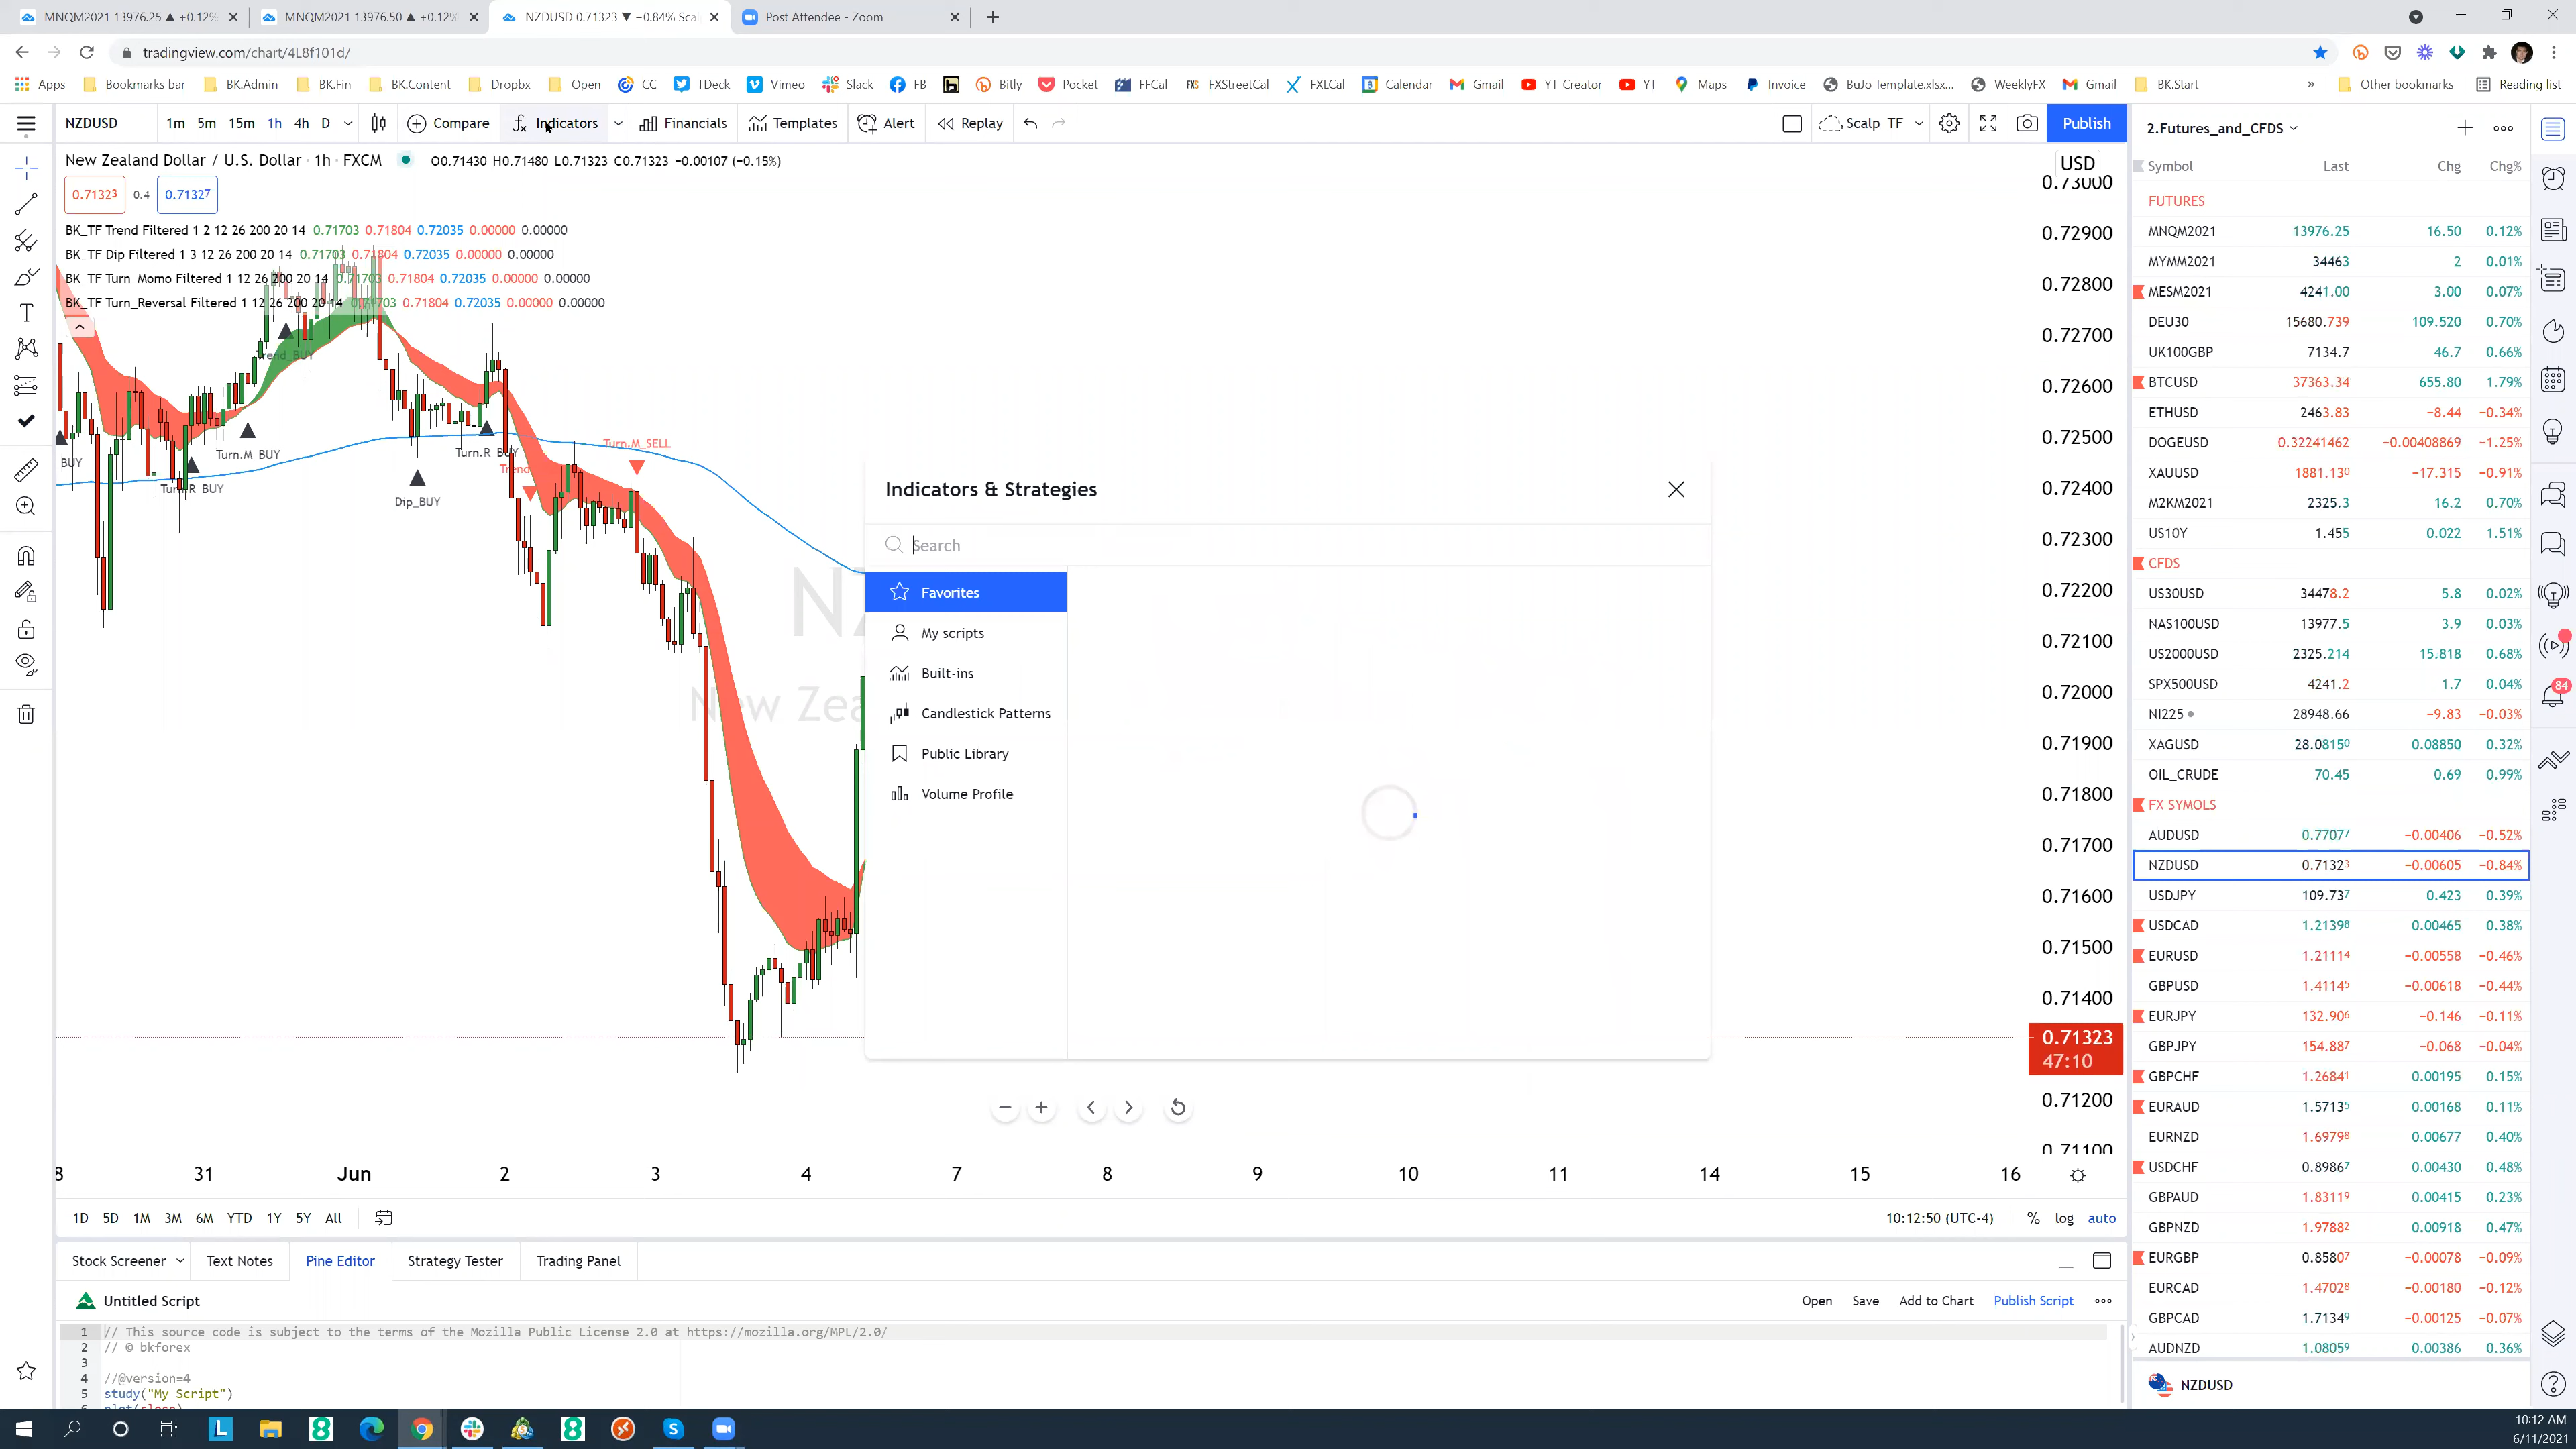 MNQM2021 13976.25 ▲ +0.12%
MNQM2021 13976.50 ▲ +0.12%
NZDUSD 0.71323 ▼ −0.84% Sca
Post Attendee - Zoom
tradingview.com/chart/4L8f101d/
Apps Bookmarks bar BK.Admin BK.Fin BK.Content Dropbx Open CC TDeck Vimeo Slack FB Bitly Pocket FFCal FXStreetCal FXLCal Calendar Gmail YT-Creator YT Maps Invoice BuJo Template.xlsx... WeeklyFX Gmail BK.Start » Other bookmarks Reading list
NZDUSD 1m 5m 15m 1h 4h D Compare Indicators Financials Templates Alert Replay Scalp_TF Publish
New Zealand Dollar / U.S. Dollar · 1h · FXCM O0.71430 H0.71480 L0.71323 C0.71323 −0.00107 (−0.15%)
0.71323 0.4 0.71327
BK_TF Trend Filtered 1 2 12 26 200 20 14 0.71703 0.71804 0.72035 0.00000 0.00000
BK_TF Dip Filtered 1 3 12 26 200 20 14 0.71703 0.71804 0.72035 0.00000 0.00000
BK_TF Turn_Momo Filtered 1 12 26 200 20 14 0.71703 0.71804 0.72035 0.00000 0.00000
BK_TF Turn_Reversal Filtered 1 12 26 200 20 14 0.71703 0.71804 0.72035 0.00000 0.00000
_BUY
Turn.R_BUY
Turn.M_BUY
Dip_BUY
Turn.R_BUY
Trend
Turn.M_SELL
NZ
New Zea
Indicators & Strategies
Search
Favorites
My scripts
Built-ins
Candlestick Patterns
Public Library
Volume Profile
USD
0.73000
0.72900
0.72800
0.72700
0.72600
0.72500
0.72400
0.72300
0.72200
0.72100
0.72000
0.71900
0.71800
0.71700
0.71600
0.71500
0.71400
0.71323
47:10
0.71200
0.71100
8 31 Jun 2 3 4 7 8 9 10 11 14 15 16
1D 5D 1M 3M 6M YTD 1Y 5Y All 10:12:50 (UTC-4) % log auto
Stock Screener Text Notes Pine Editor Strategy Tester Trading Panel
Untitled Script Open Save Add to Chart Publish Script
1 // This source code is subject to the terms of the Mozilla Public License 2.0 at https://mozilla.org/MPL/2.0/
2 // © bkforex
3
4 //@version=4
5 study("My Script")
6 plot(close)
2.Futures_and_CFDS
Symbol Last Chg Chg%
FUTURES
MNQM2021 13976.25 16.50 0.12%
MYMM2021 34463 2 0.01%
MESM2021 4241.00 3.00 0.07%
DEU30 15680.739 109.520 0.70%
UK100GBP 7134.7 46.7 0.66%
BTCUSD 37363.34 655.80 1.79%
ETHUSD 2463.83 −8.44 −0.34%
DOGEUSD 0.32241462 −0.00408869 −1.25%
XAUUSD 1881.130 −17.315 −0.91%
M2KM2021 2325.3 16.2 0.70%
US10Y 1.455 0.022 1.51%
CFDS
US30USD 34478.2 5.8 0.02%
NAS100USD 13977.5 3.9 0.03%
US2000USD 2325.214 15.818 0.68%
SPX500USD 4241.2 1.7 0.04%
NI225 28948.66 −9.83 −0.03%
XAGUSD 28.08150 0.08850 0.32%
OIL_CRUDE 70.45 0.69 0.99%
FX SYMOLS
AUDUSD 0.77077 −0.00406 −0.52%
NZDUSD 0.71323 −0.00605 −0.84%
USDJPY 109.737 0.423 0.39%
USDCAD 1.21398 0.00465 0.38%
EURUSD 1.21114 −0.00558 −0.46%
GBPUSD 1.41145 −0.00618 −0.44%
EURJPY 132.906 −0.146 −0.11%
GBPJPY 154.887 −0.068 −0.04%
GBPCHF 1.26841 0.00195 0.15%
EURAUD 1.57135 0.00168 0.11%
EURNZD 1.69798 0.00677 0.40%
USDCHF 0.89867 0.00430 0.48%
GBPAUD 1.83119 0.00415 0.23%
GBPNZD 1.97882 0.00918 0.47%
EURGBP 0.85807 −0.00078 −0.09%
EURCAD 1.47028 −0.00180 −0.12%
GBPCAD 1.71349 −0.00125 −0.07%
AUDNZD 1.08059 0.00386 0.36%
NZDUSD
84
10:12 AM
6/11/2021